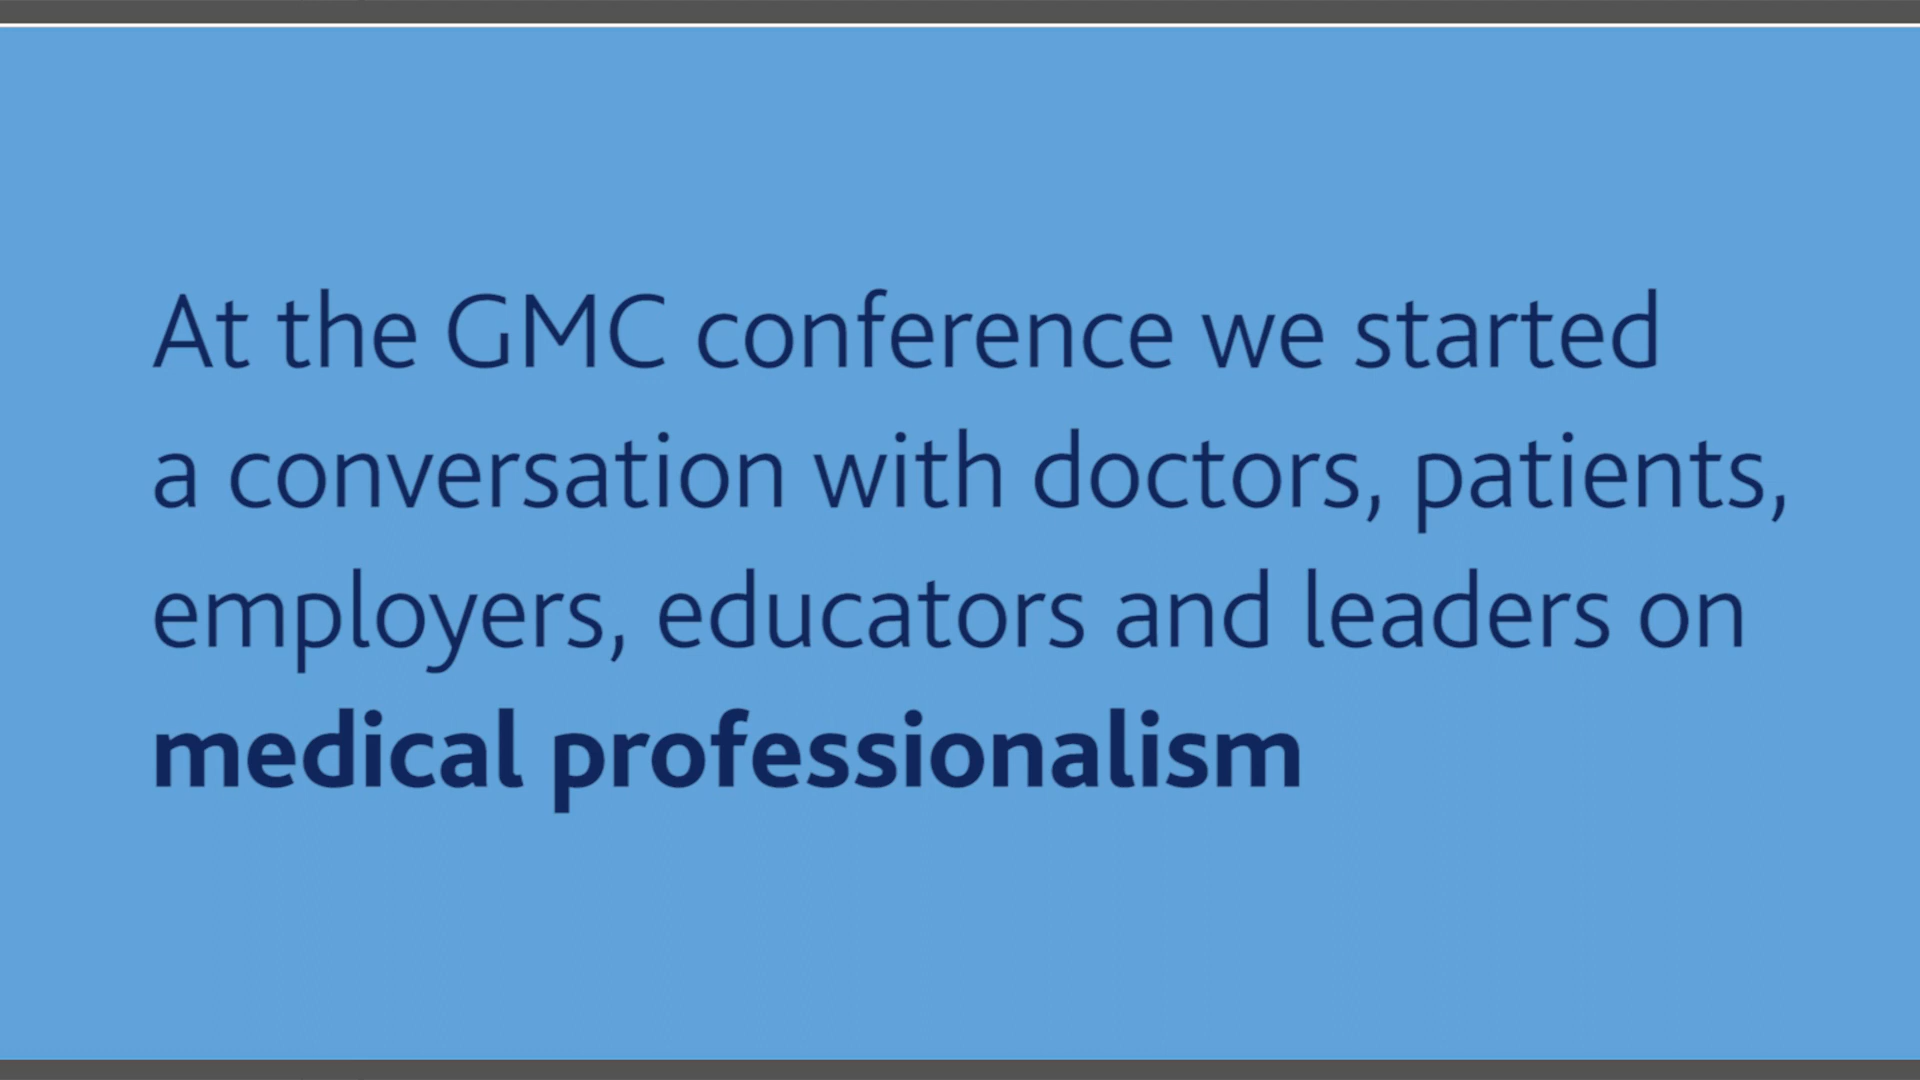 At the GMC conference we started
a conversation with doctors, patients,
employers, educators and leaders on
medical professionalism